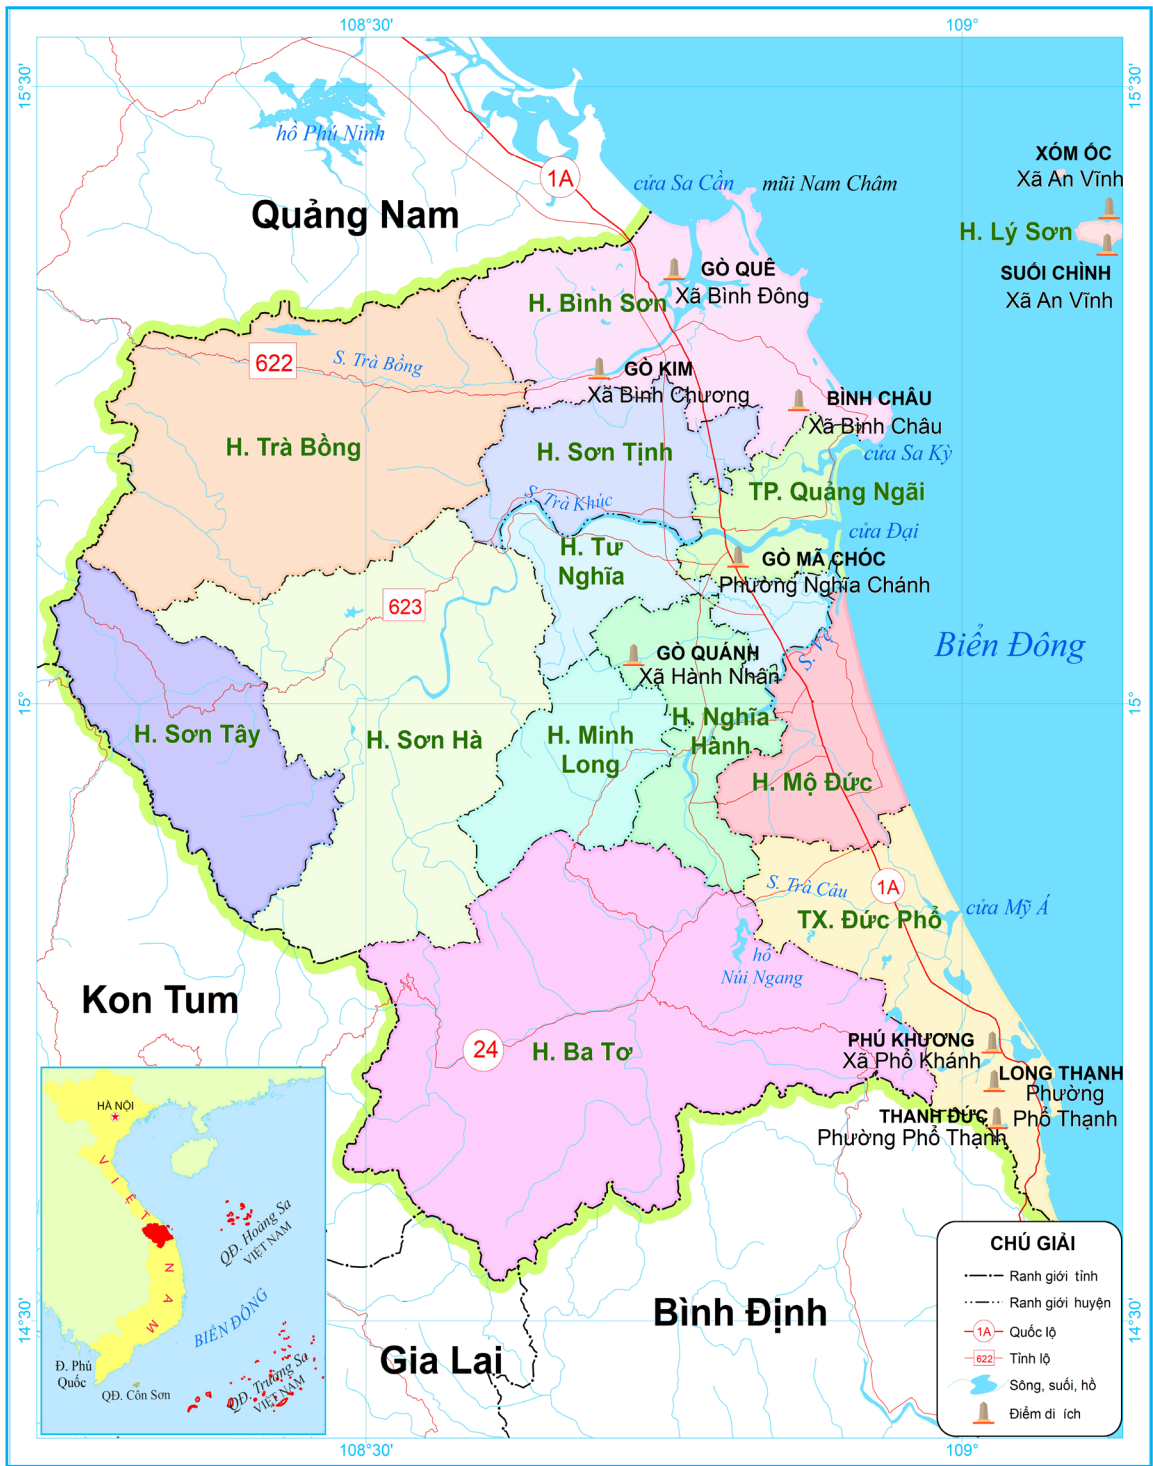 108°30'
109°
15°30'
15°30'
hồ Phú Ninh
1A
cửa Sa Cần
mũi Nam Châm
XÓM ỐC
Xã An Vĩnh
Quảng Nam
H. Lý Sơn
SUỐI CHÌNH
Xã An Vĩnh
GÒ QUÊ
Xã Bình Đông
H. Bình Sơn
622
S. Trà Bồng
GÒ KIM
Xã Bình Chương
BÌNH CHÂU
Xã Bình Châu
H. Trà Bồng
H. Sơn Tịnh
cửa Sa Kỳ
TP. Quảng Ngãi
S. Trà Khúc
cửa Đại
H. Tư
Nghĩa
GÒ MÃ CHÓC
Phường Nghĩa Chánh
623
S. Vệ
Biển Đông
GÒ QUÁNH
Xã Hành Nhân
15°
15°
H. Sơn Tây
H. Sơn Hà
H. Minh
Long
H. Nghĩa
Hành
H. Mộ Đức
S. Trà Câu
1A
cửa Mỹ Á
TX. Đức Phổ
hồ
Núi Ngang
Kon Tum
24
H. Ba Tơ
PHÚ KHƯƠNG
Xã Phổ Khánh
LONG THẠNH
Phường
Phổ Thạnh
THẠNH ĐỨC
Phường Phổ Thạnh
HÀ NỘI
VIỆT NAM
QĐ. Hoàng Sa
VIỆT NAM
BIỂN ĐÔNG
Đ. Phú
Quốc
QĐ. Côn Sơn
QĐ. Trường Sa
VIỆT NAM
Bình Định
Gia Lai
14°30'
14°30'
CHÚ GIẢI
Ranh giới tỉnh
Ranh giới huyện
1A Quốc lộ
622 Tỉnh lộ
Sông, suối, hồ
Điểm di ích
108°30'
109°